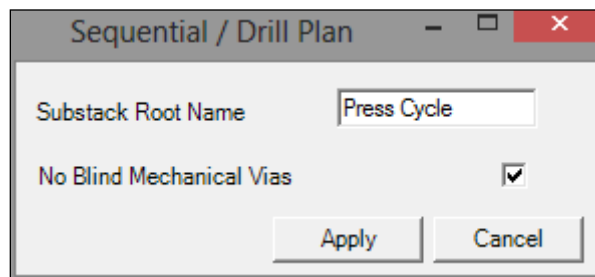 Sequential / Drill Plan
Substack Root Name Press Cycle
No Blind Mechanical Vias
Apply Cancel